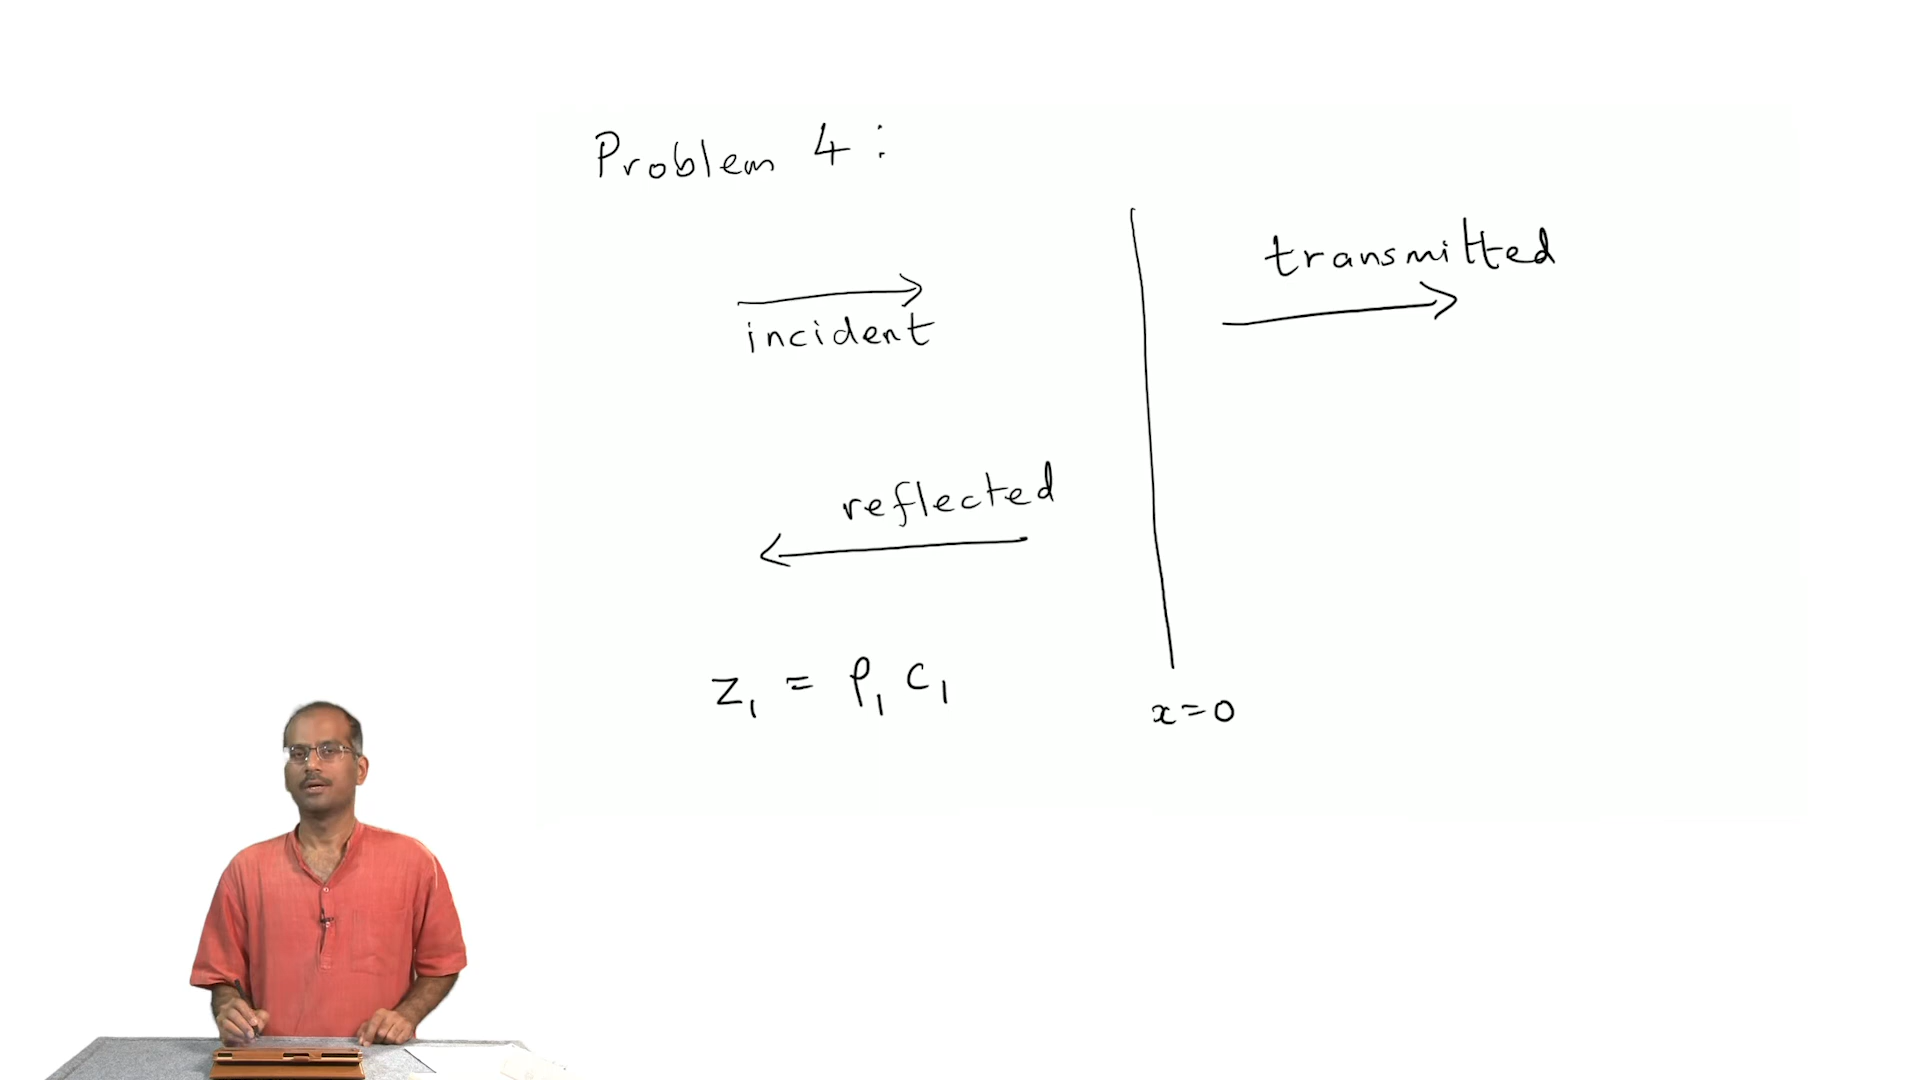 Problem 4 :
transmitted
incident
reflected
z₁ = ρ₁ c₁
x=0